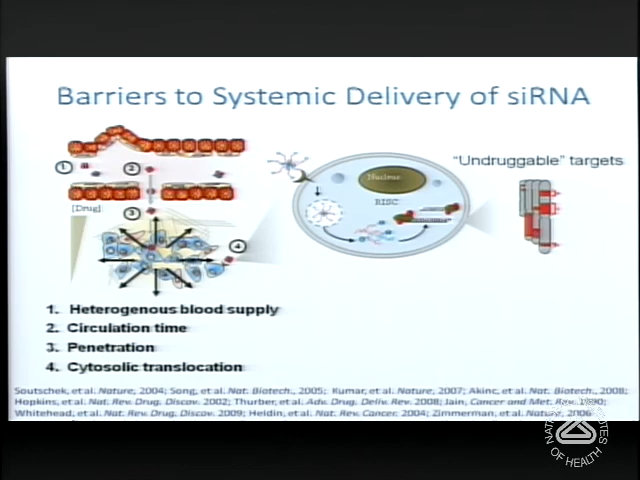 Barriers to Systemic Delivery of siRNA
"Undruggable" targets
1
2
Nucleus
RISC
[Drug]
3
4
1. Heterogenous blood supply
2. Circulation time
3. Penetration
4. Cytosolic translocation
Soutschek, et al. Nature, 2004; Song, et al. Nat. Biotech., 2005; Kumar, et al. Nature, 2007; Akinc, et al. Nat. Biotech., 2008;
Hopkins, et al. Nat. Rev. Drug. Discov. 2002; Thurber, et al. Adv. Drug. Deliv. Rev. 2008; Jain, Cancer and Met. Rev. 1990;
Whitehead, et al. Nat. Rev Drug. Discov. 2009; Heldin, et al. Nat. Rev. Cancer. 2004; Zimmerman, et al. Nature, 2006
OF HEALTH